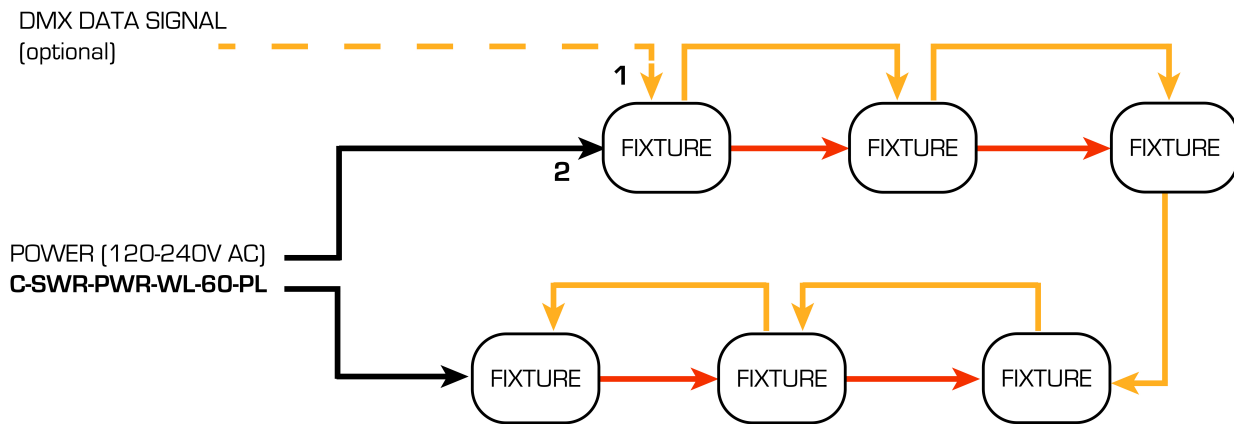 DMX DATA SIGNAL
(optional)
1
FIXTURE
FIXTURE
FIXTURE
2
POWER (120-240V AC)
C-SWR-PWR-WL-60-PL
FIXTURE
FIXTURE
FIXTURE